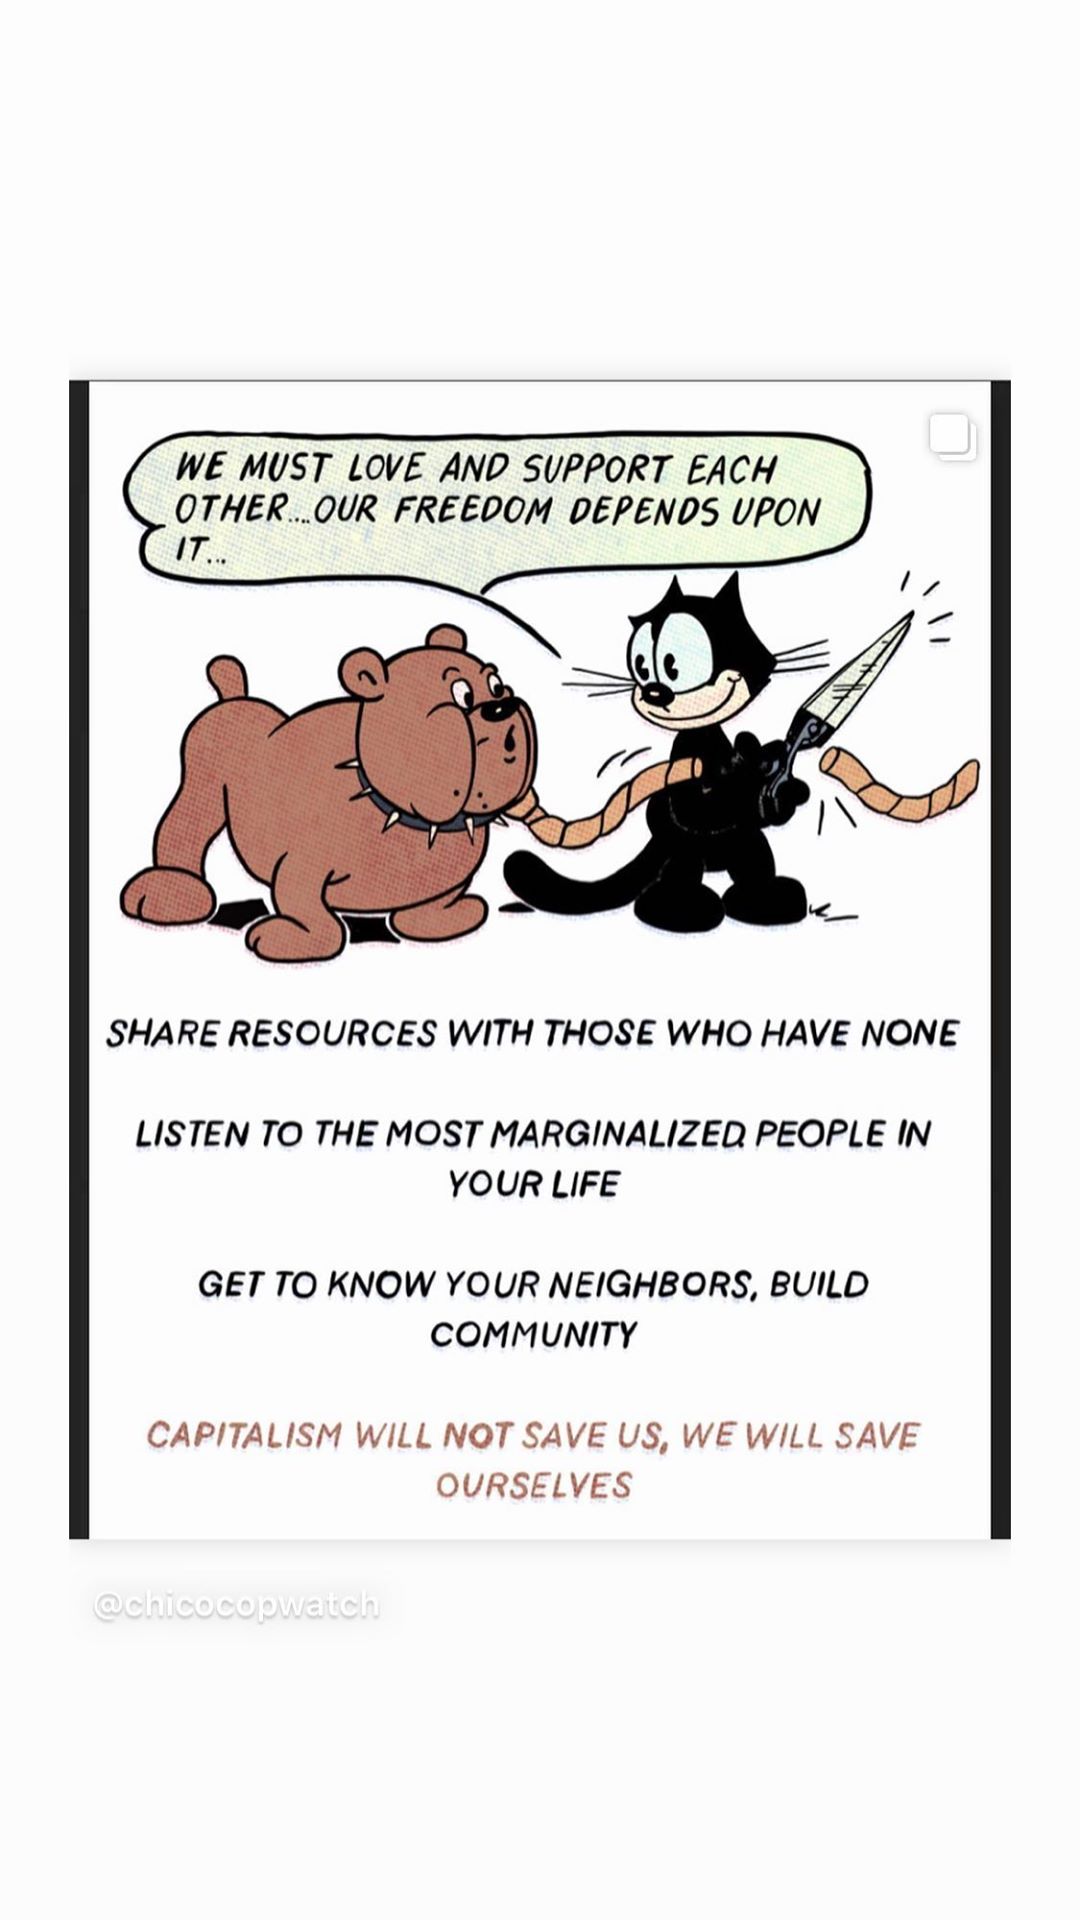 WE MUST LOVE AND SUPPORT EACH
OTHER....OUR FREEDOM DEPENDS UPON
IT...
SHARE RESOURCES WITH THOSE WHO HAVE NONE
LISTEN TO THE MOST MARGINALIZED PEOPLE IN
YOUR LIFE
GET TO KNOW YOUR NEIGHBORS, BUILD
COMMUNITY
CAPITALISM WILL NOT SAVE US, WE WILL SAVE
OURSELVES
@chicocopwatch